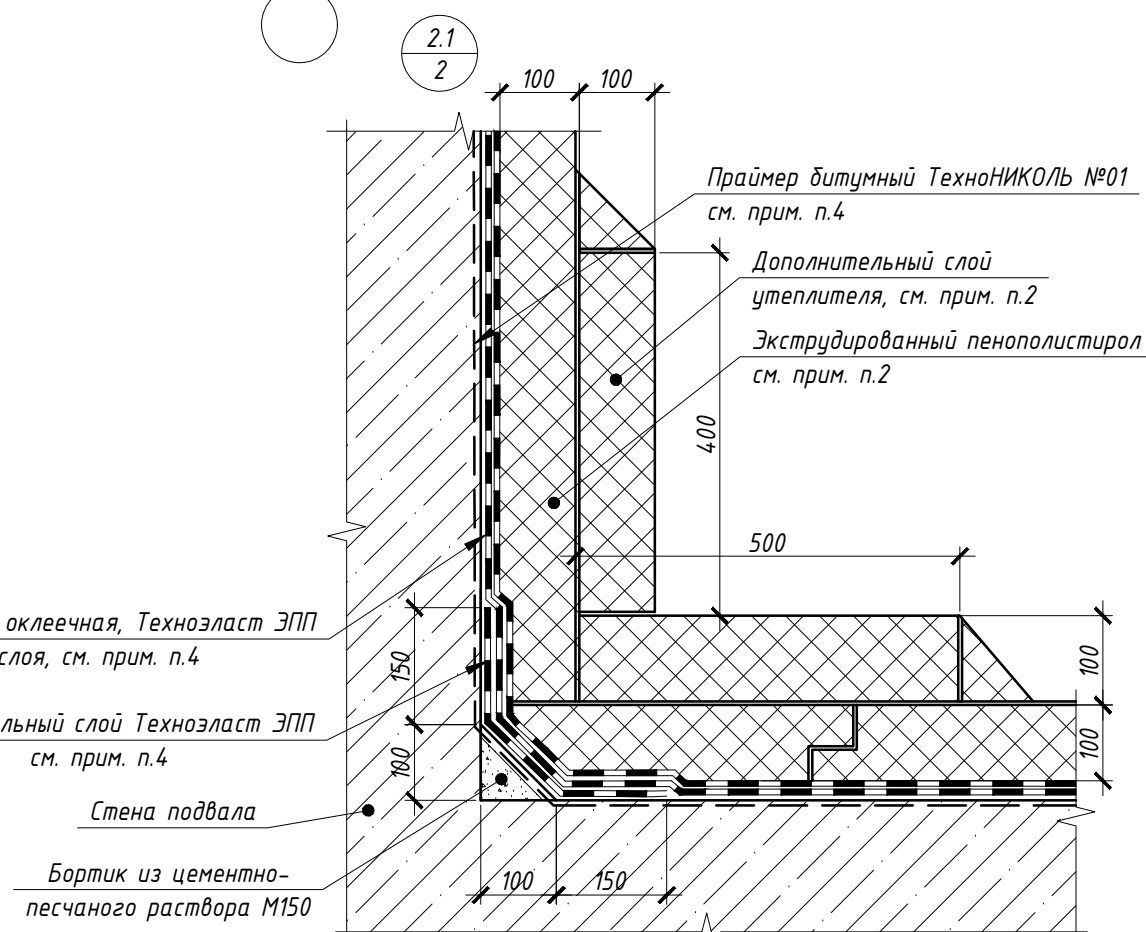 2.1
2
100
100
Праймер битумный ТехноНИКОЛЬ №01
см. прим. п.4
Дополнительный слой
утеплителя, см. прим. п.2
Экструдированный пенополистирол
см. прим. п.2
400
500
оклеечная, Техноэласт ЭПП
слоя, см. прим. п.4
150
100
льный слой Техноэласт ЭПП
см. прим. п.4
100
100
Стена подвала
Бортик из цементно-
песчаного раствора М150
100
150